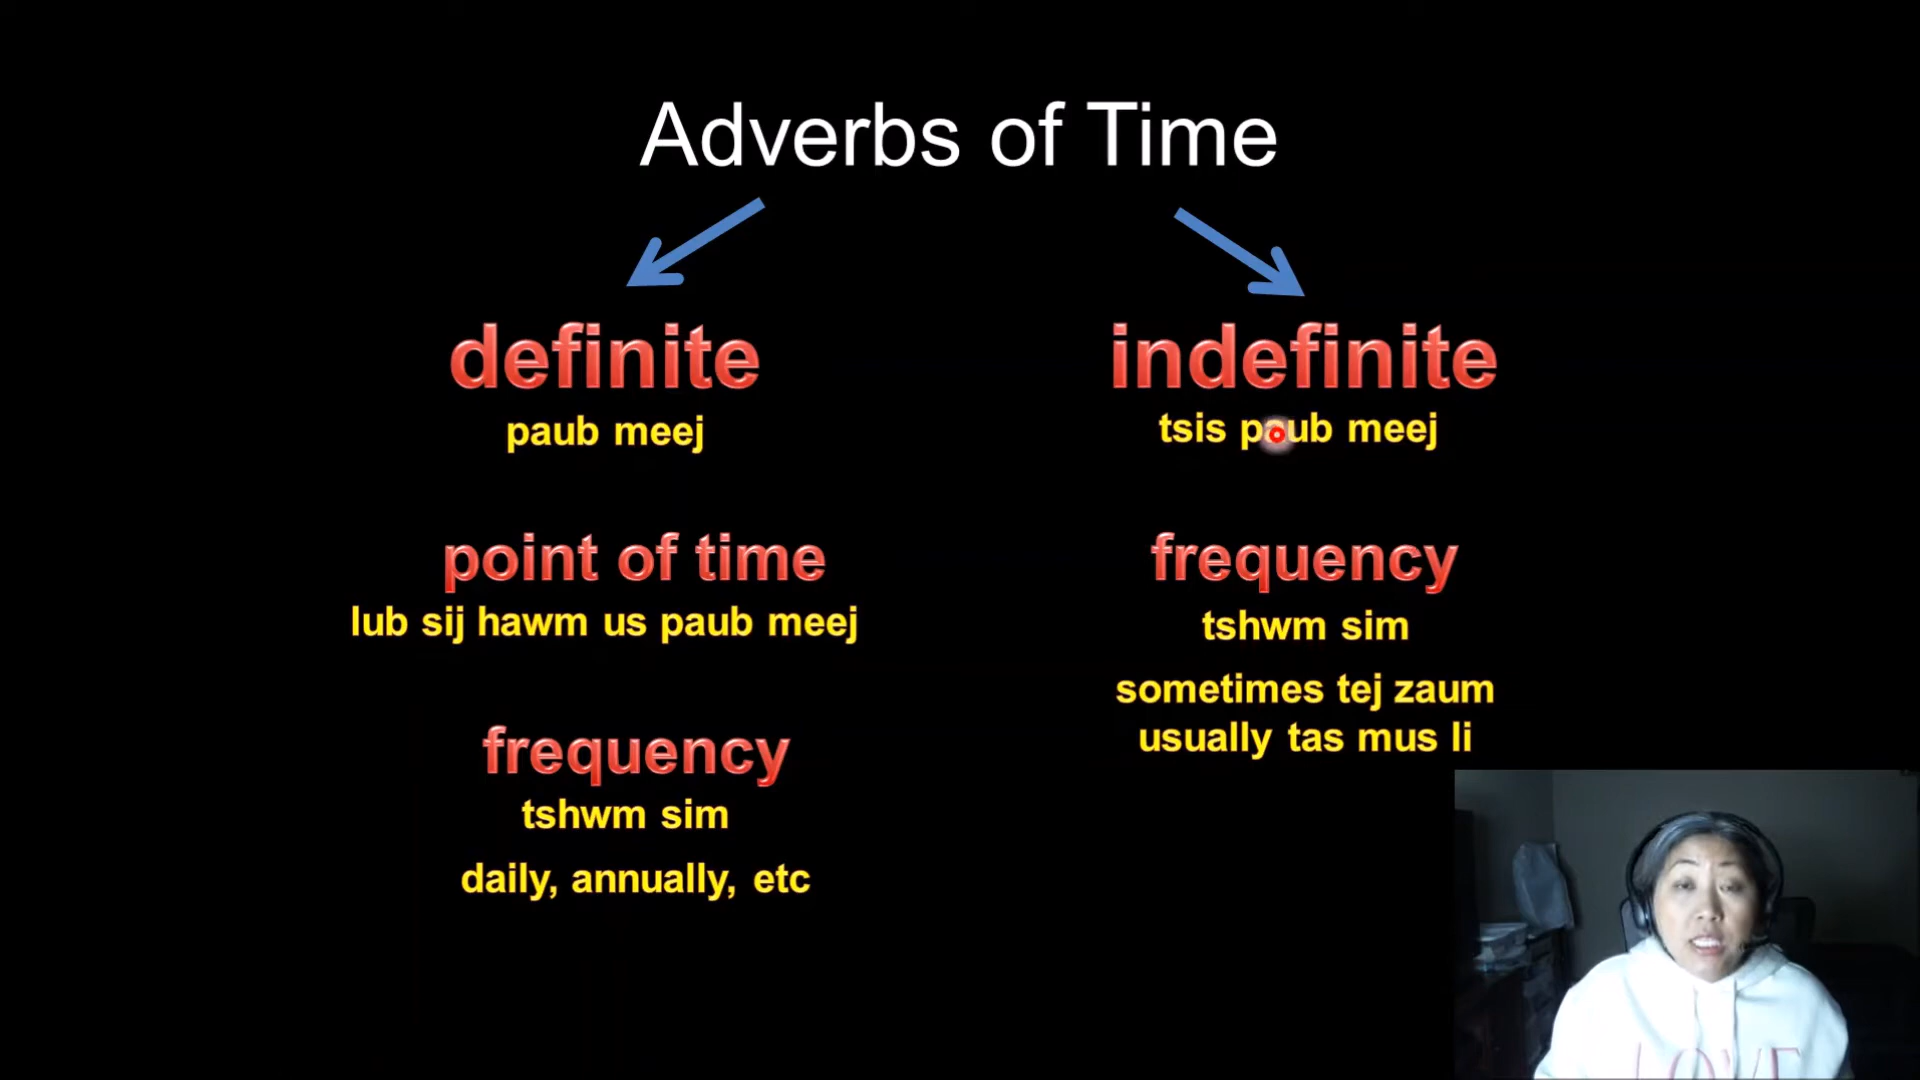 Adverbs of Time
definite
paub meej
point of time
lub sij hawm us paub meej
frequency
tshwm sim
daily, annually, etc
indefinite
tsis paub meej
frequency
tshwm sim
sometimes tej zaum
usually tas mus li
LOVE